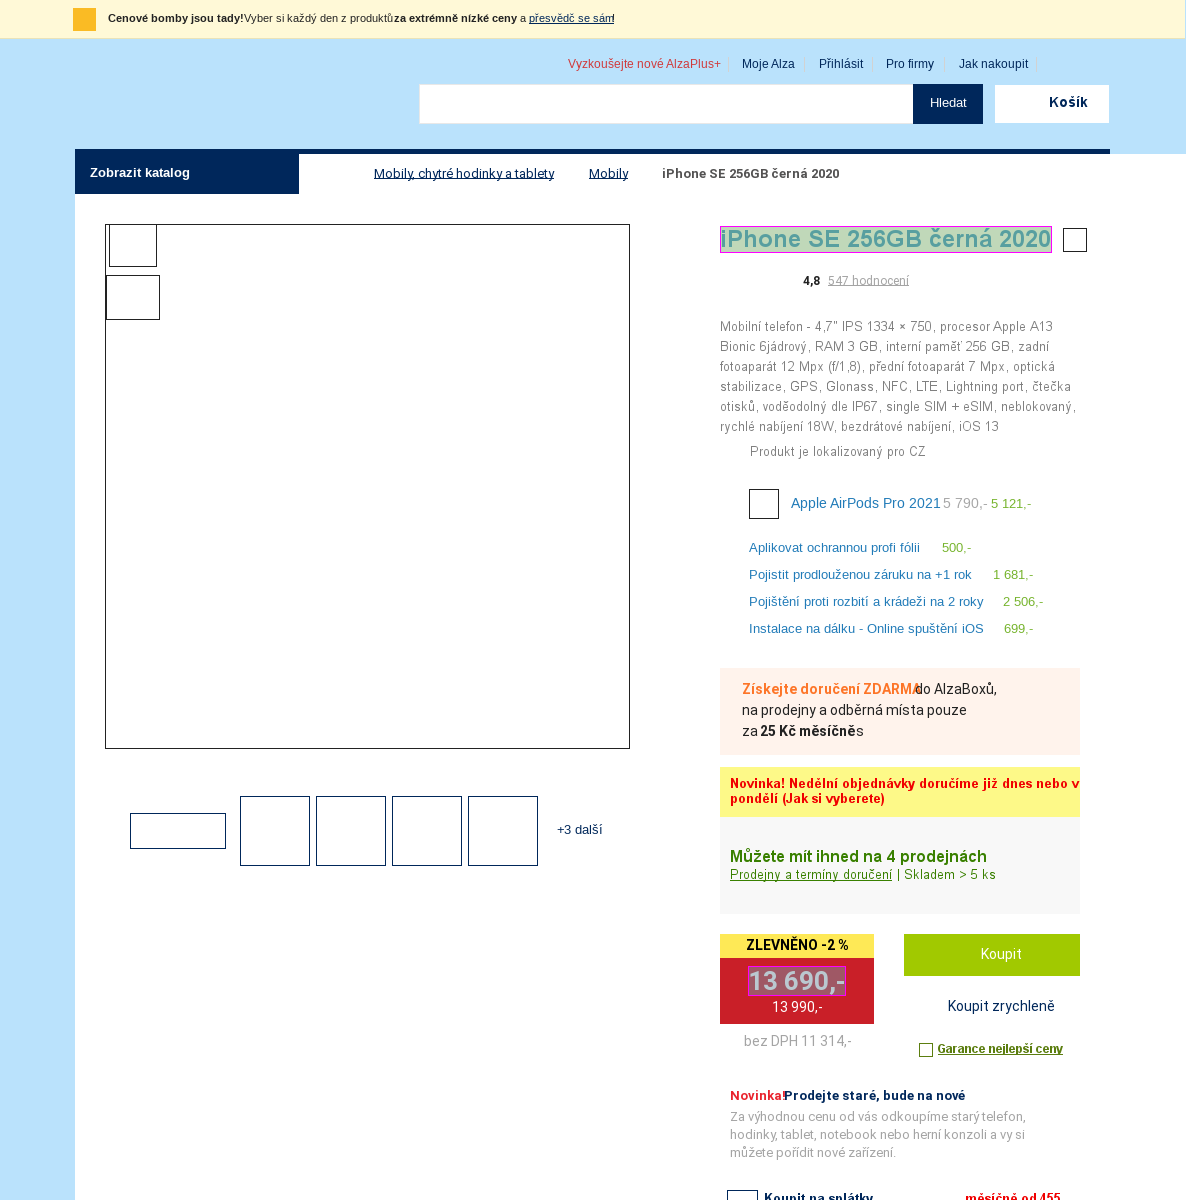 Cenové bomby jsou tady! Vyber si každý den z produktů za extrémně nízké ceny a přesvědč se sám!
Vyzkoušejte nové AlzaPlus+
Moje Alza
Přihlásit
Pro firmy
Jak nakoupit
Hledat
Košík
Zobrazit katalog
Mobily, chytré hodinky a tablety
Mobily
iPhone SE 256GB černá 2020
iPhone SE 256GB černá 2020
4,8 547 hodnocení
Mobilní telefon - 4,7" IPS 1334 × 750, procesor Apple A13
Bionic 6jádrový, RAM 3 GB, interní paměť 256 GB, zadní
fotoaparát 12 Mpx (f/1,8), přední fotoaparát 7 Mpx, optická
stabilizace, GPS, Glonass, NFC, LTE, Lightning port, čtečka
otisků, voděodolný dle IP67, single SIM + eSIM, neblokovaný,
rychlé nabíjení 18W, bezdrátové nabíjení, iOS 13
Produkt je lokalizovaný pro CZ
Apple AirPods Pro 2021 5 790,- 5 121,-
Aplikovat ochrannou profi fólii 500,-
Pojistit prodlouženou záruku na +1 rok 1 681,-
Pojištění proti rozbití a krádeži na 2 roky 2 506,-
Instalace na dálku - Online spuštění iOS 699,-
Získejte doručení ZDARMA do AlzaBoxů,
na prodejny a odběrná místa pouze
za 25 Kč měsíčně s
Novinka! Nedělní objednávky doručíme již dnes nebo v
pondělí (Jak si vyberete)
+3 další
Můžete mít ihned na 4 prodejnách
Prodejny a termíny doručení | Skladem > 5 ks
ZLEVNĚNO -2 %
13 690,-
13 990,-
bez DPH 11 314,-
Koupit
Koupit zrychleně
Garance nejlepší ceny
Novinka! Prodejte staré, bude na nové
Za výhodnou cenu od vás odkoupíme starý telefon,
hodinky, tablet, notebook nebo herní konzoli a vy si
můžete pořídit nové zařízení.
Koupit na splátky
měsíčně od 455